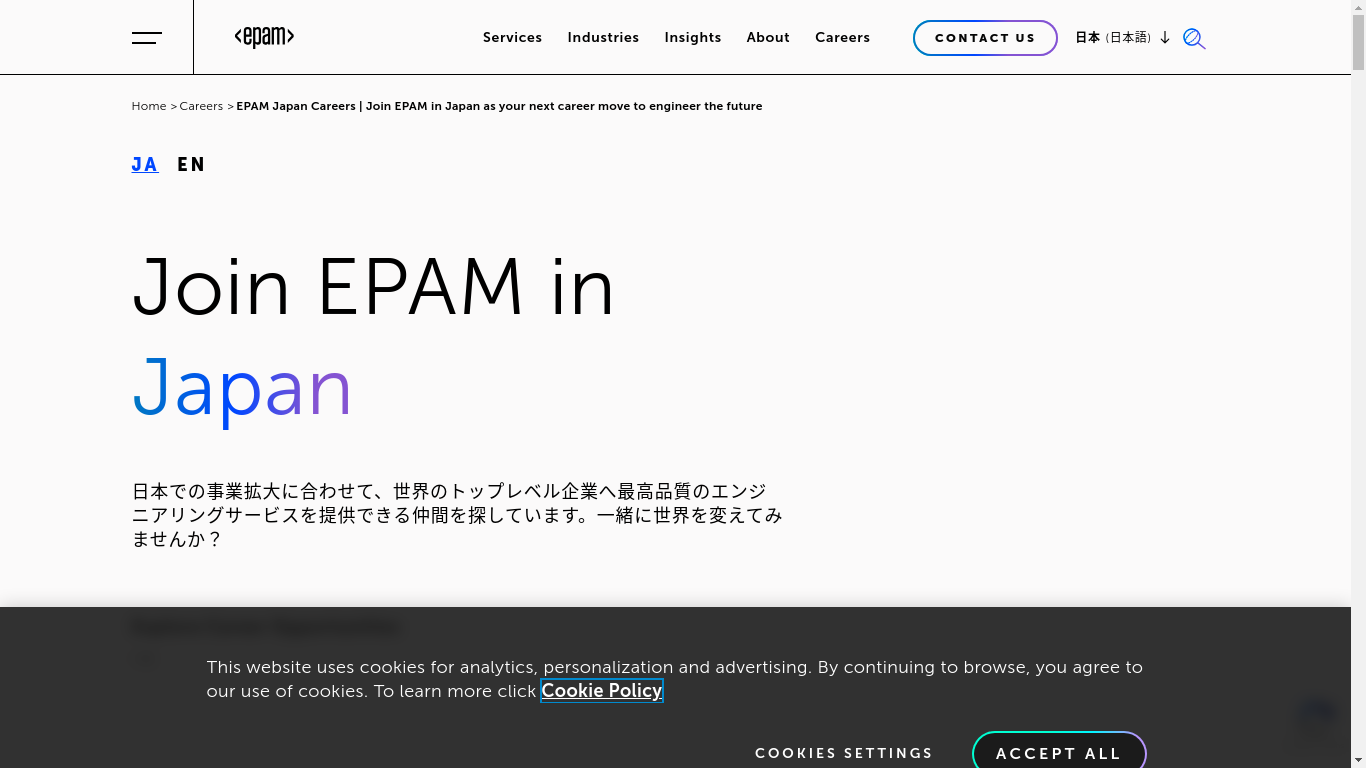 <epam>
Services Industries Insights About Careers
CONTACT US
日本 (日本語)
Home > Careers > EPAM Japan Careers | Join EPAM in Japan as your next career move to engineer the future
JA EN
Join EPAM in
Japan
日本での事業拡大に合わせて、世界のトップレベル企業へ最高品質のエンジ
ニアリングサービスを提供できる仲間を探しています。一緒に世界を変えてみ
ませんか？
This website uses cookies for analytics, personalization and advertising. By continuing to browse, you agree to
our use of cookies. To learn more click Cookie Policy
COOKIES SETTINGS ACCEPT ALL